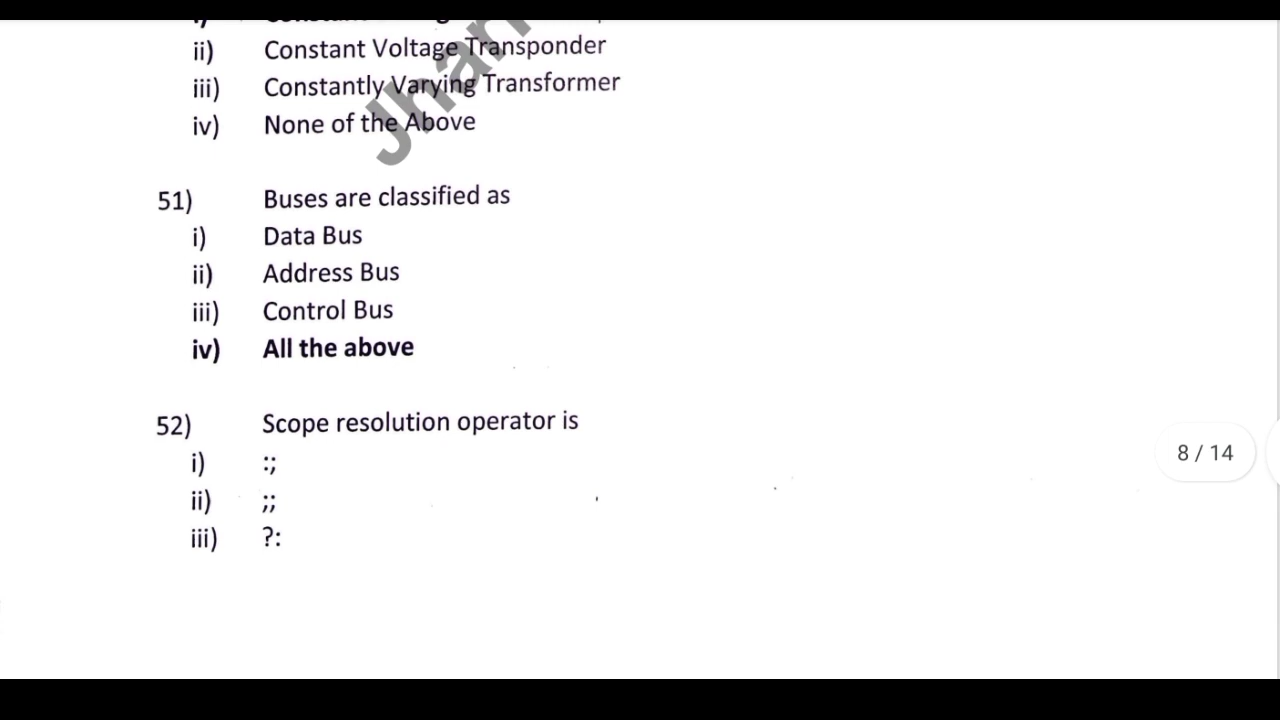 ii) Constant Voltage Transponder
iii) Constantly Varying Transformer
iv) None of the Above
51) Buses are classified as
i) Data Bus
ii) Address Bus
iii) Control Bus
iv) All the above
52) Scope resolution operator is
i) :;
ii) ;;
iii) ?:
8 / 14